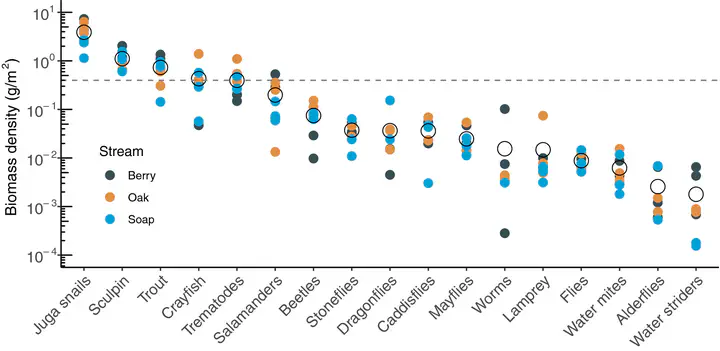 Biomass density (g/m²)
10¹
10⁰
10⁻¹
10⁻²
10⁻³
10⁻⁴
Stream
Berry
Oak
Soap
Juga snails
Sculpin
Trout
Crayfish
Trematodes
Salamanders
Beetles
Stoneflies
Dragonflies
Caddisflies
Mayflies
Worms
Lamprey
Flies
Water mites
Alderflies
Water striders